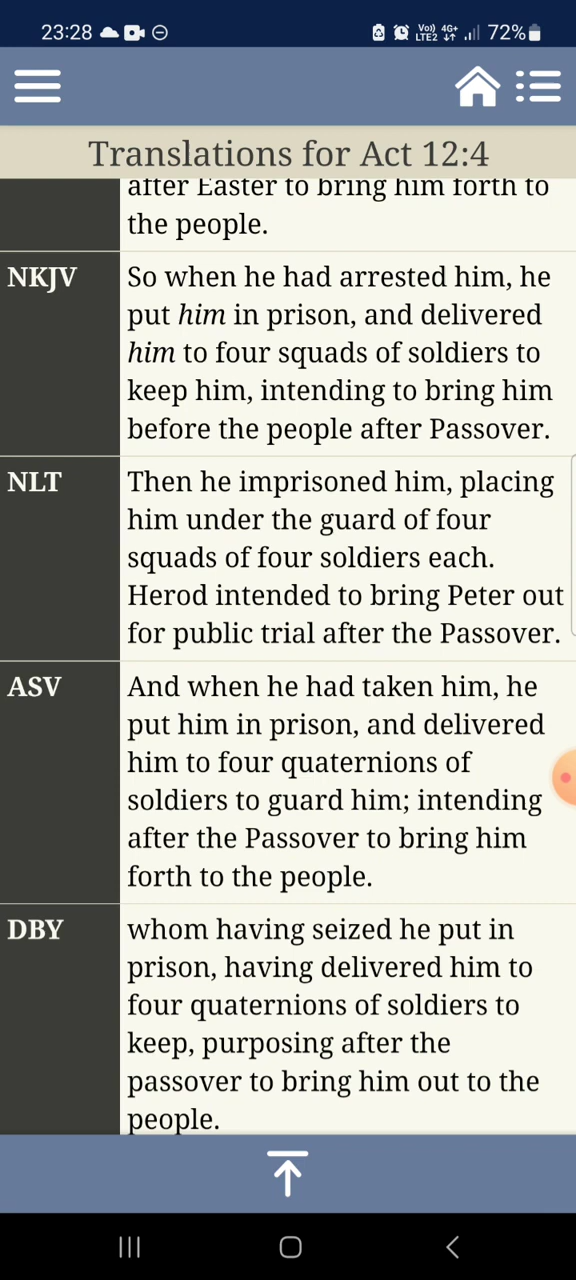 23:28
Vo)) 4G+
LTE2
72%
Translations for Act 12:4
after Easter to bring him forth to
the people.
NKJV
So when he had arrested him, he
put him in prison, and delivered
him to four squads of soldiers to
keep him, intending to bring him
before the people after Passover.
NLT
Then he imprisoned him, placing
him under the guard of four
squads of four soldiers each.
Herod intended to bring Peter out
for public trial after the Passover.
ASV
And when he had taken him, he
put him in prison, and delivered
him to four quaternions of
soldiers to guard him; intending
after the Passover to bring him
forth to the people.
DBY
whom having seized he put in
prison, having delivered him to
four quaternions of soldiers to
keep, purposing after the
passover to bring him out to the
people.